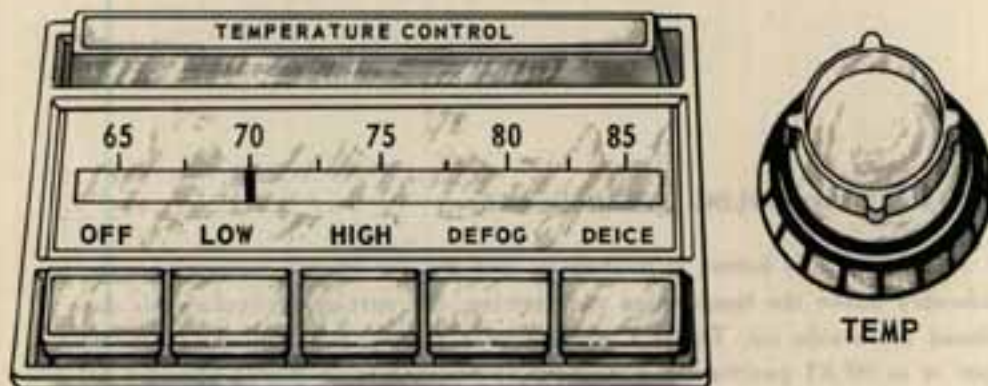 TEMPERATURE CONTROL
65 70 75 80 85
OFF LOW HIGH DEFOG DEICE
TEMP